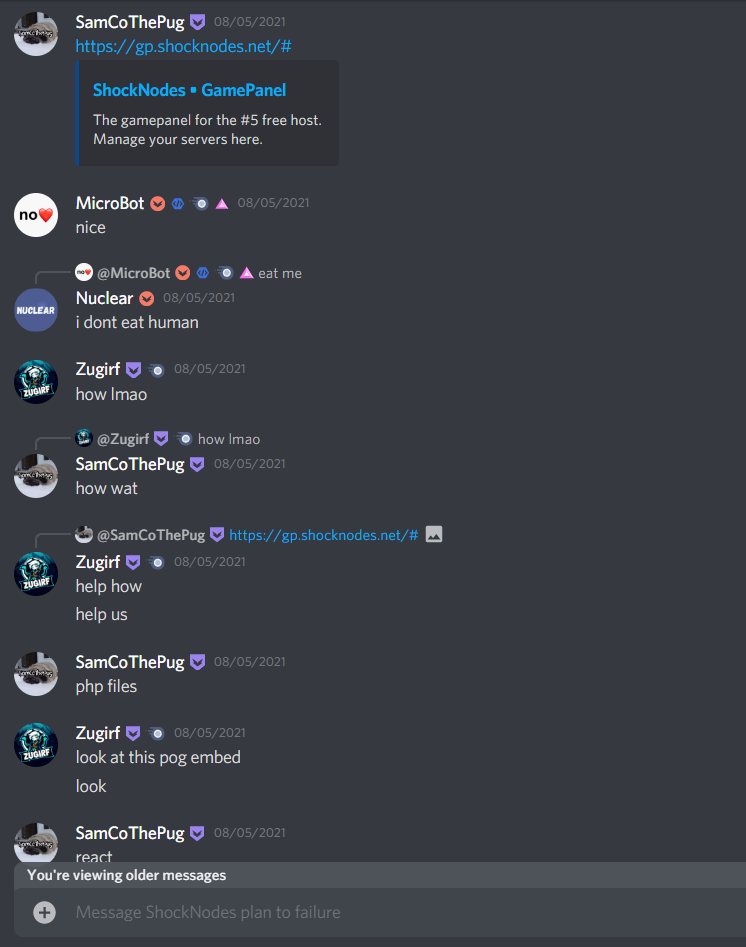 SamCoThePug 08/05/2021
https://gp.shocknodes.net/#
ShockNodes ▪ GamePanel
The gamepanel for the #5 free host.
Manage your servers here.
no❤️
MicroBot 08/05/2021
nice
@MicroBot eat me
NUCLEAR
Nuclear 08/05/2021
i dont eat human
ZUGIRF
Zugirf 08/05/2021
how lmao
@Zugirf how lmao
SamCoThePug 08/05/2021
how wat
@SamCoThePug https://gp.shocknodes.net/#
ZUGIRF
Zugirf 08/05/2021
help how
help us
SamCoThePug 08/05/2021
php files
ZUGIRF
Zugirf 08/05/2021
look at this pog embed
look
SamCoThePug 08/05/2021
react
You're viewing older messages
Message ShockNodes plan to failure